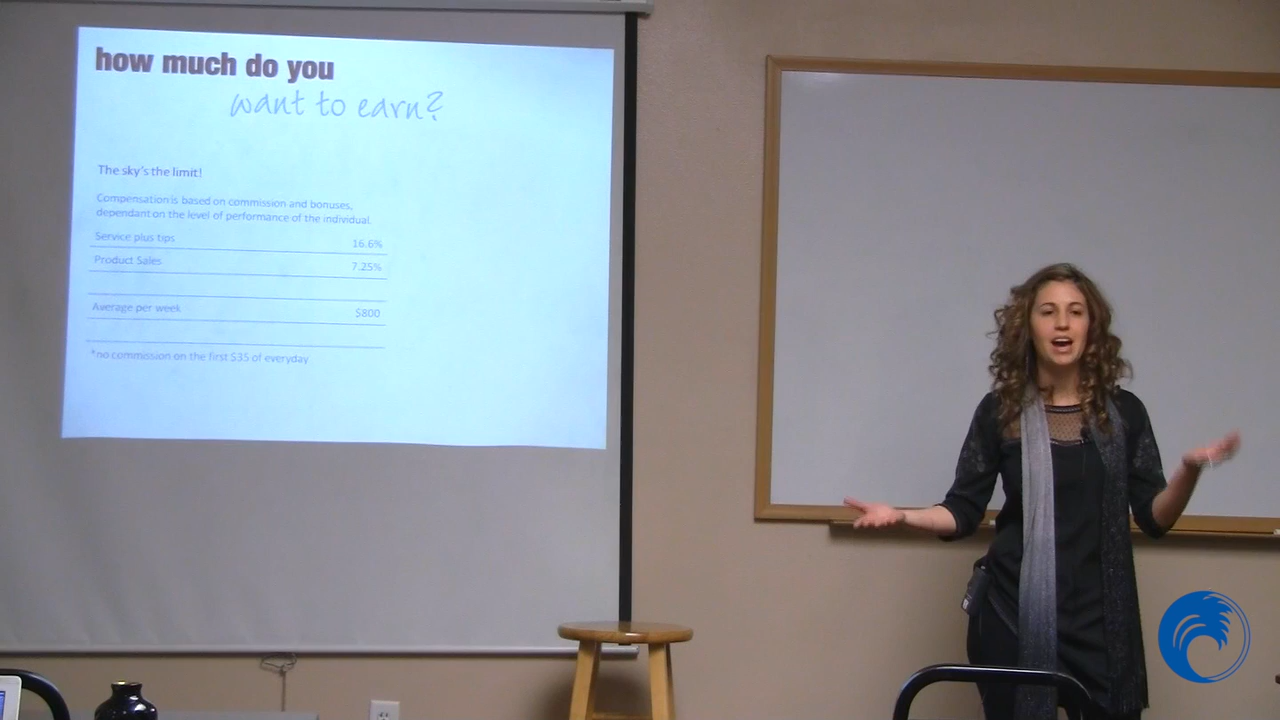 how much do you
want to earn?
The sky's the limit!
Compensation is based on commission and bonuses,
dependant on the level of performance of the individual.
Service plus tips 16.6%
Product Sales 7.25%
Average per week $800
*no commission on the first $35 of everyday